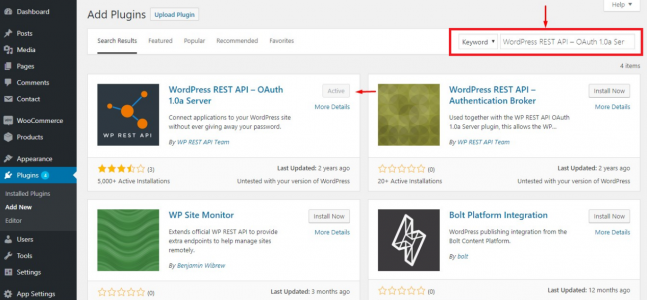 Help ▼
Dashboard
Posts
Media
Pages
Comments
Contact
WooCommerce
Products
Appearance
Plugins
Installed Plugins
Add New
Editor
Users
Tools
Settings
App Settings
Add Plugins
Upload Plugin
Search Results
Featured
Popular
Recommended
Favorites
Keyword ▼
WordPress REST API – OAuth 1.0a Ser
4 items
WP REST API
WordPress REST API – OAuth
1.0a Server
Active
More Details
Connect applications to your WordPress site
without ever giving away your password.
By WP REST API Team
(3)
Last Updated: 2 years ago
5,000+ Active Installations
Untested with your version of WordPress
WordPress REST API –
Authentication Broker
Install Now
More Details
Used together with the WP REST API OAuth
1.0a Server plugin, this allows the WP…
By WP REST API Team
(0)
Last Updated: 2 years ago
20+ Active Installations
Untested with your version of WordPress
WP Site Monitor
Install Now
More Details
Extends official WP REST API to provide
extra endpoints to help manage sites
remotely.
By Benjamin Wibrew
(0)
Last Updated: 3 months ago
Bolt Platform Integration
Install Now
More Details
WordPress publishing integration from the
Bolt Content Platform.
By bolt
(0)
Last Updated: 12 months ago